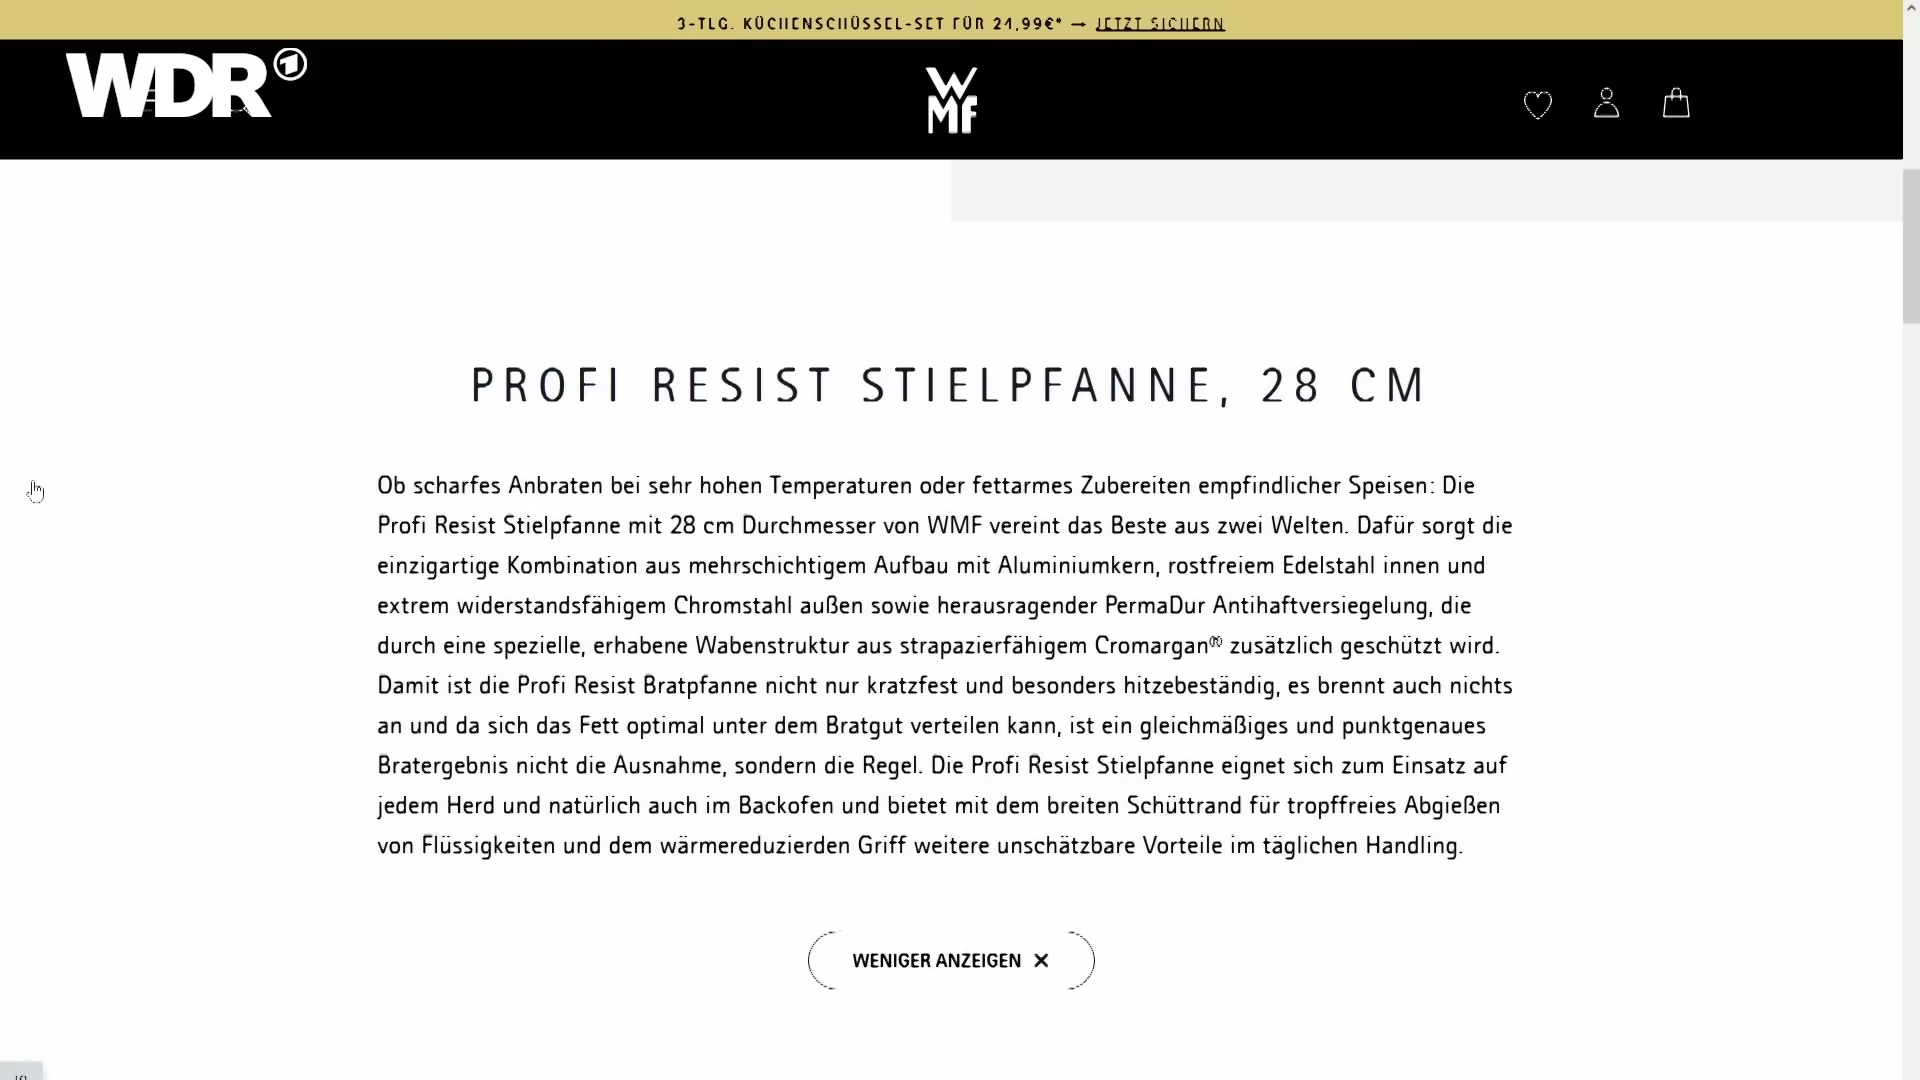 3-TLG. KÜCHENSCHÜSSEL-SET FÜR 24,99€* → JETZT SICHERN
WDR
WMF
PROFI RESIST STIELPFANNE, 28 CM
Ob scharfes Anbraten bei sehr hohen Temperaturen oder fettarmes Zubereiten empfindlicher Speisen: Die
Profi Resist Stielpfanne mit 28 cm Durchmesser von WMF vereint das Beste aus zwei Welten. Dafür sorgt die
einzigartige Kombination aus mehrschichtigem Aufbau mit Aluminiumkern, rostfreiem Edelstahl innen und
extrem widerstandsfähigem Chromstahl außen sowie herausragender PermaDur Antihaftversiegelung, die
durch eine spezielle, erhabene Wabenstruktur aus strapazierfähigem Cromargan® zusätzlich geschützt wird.
Damit ist die Profi Resist Bratpfanne nicht nur kratzfest und besonders hitzebeständig, es brennt auch nichts
an und da sich das Fett optimal unter dem Bratgut verteilen kann, ist ein gleichmäßiges und punktgenaues
Bratergebnis nicht die Ausnahme, sondern die Regel. Die Profi Resist Stielpfanne eignet sich zum Einsatz auf
jedem Herd und natürlich auch im Backofen und bietet mit dem breiten Schüttrand für tropffreies Abgießen
von Flüssigkeiten und dem wärmereduzierden Griff weitere unschätzbare Vorteile im täglichen Handling.
WENIGER ANZEIGEN ✕